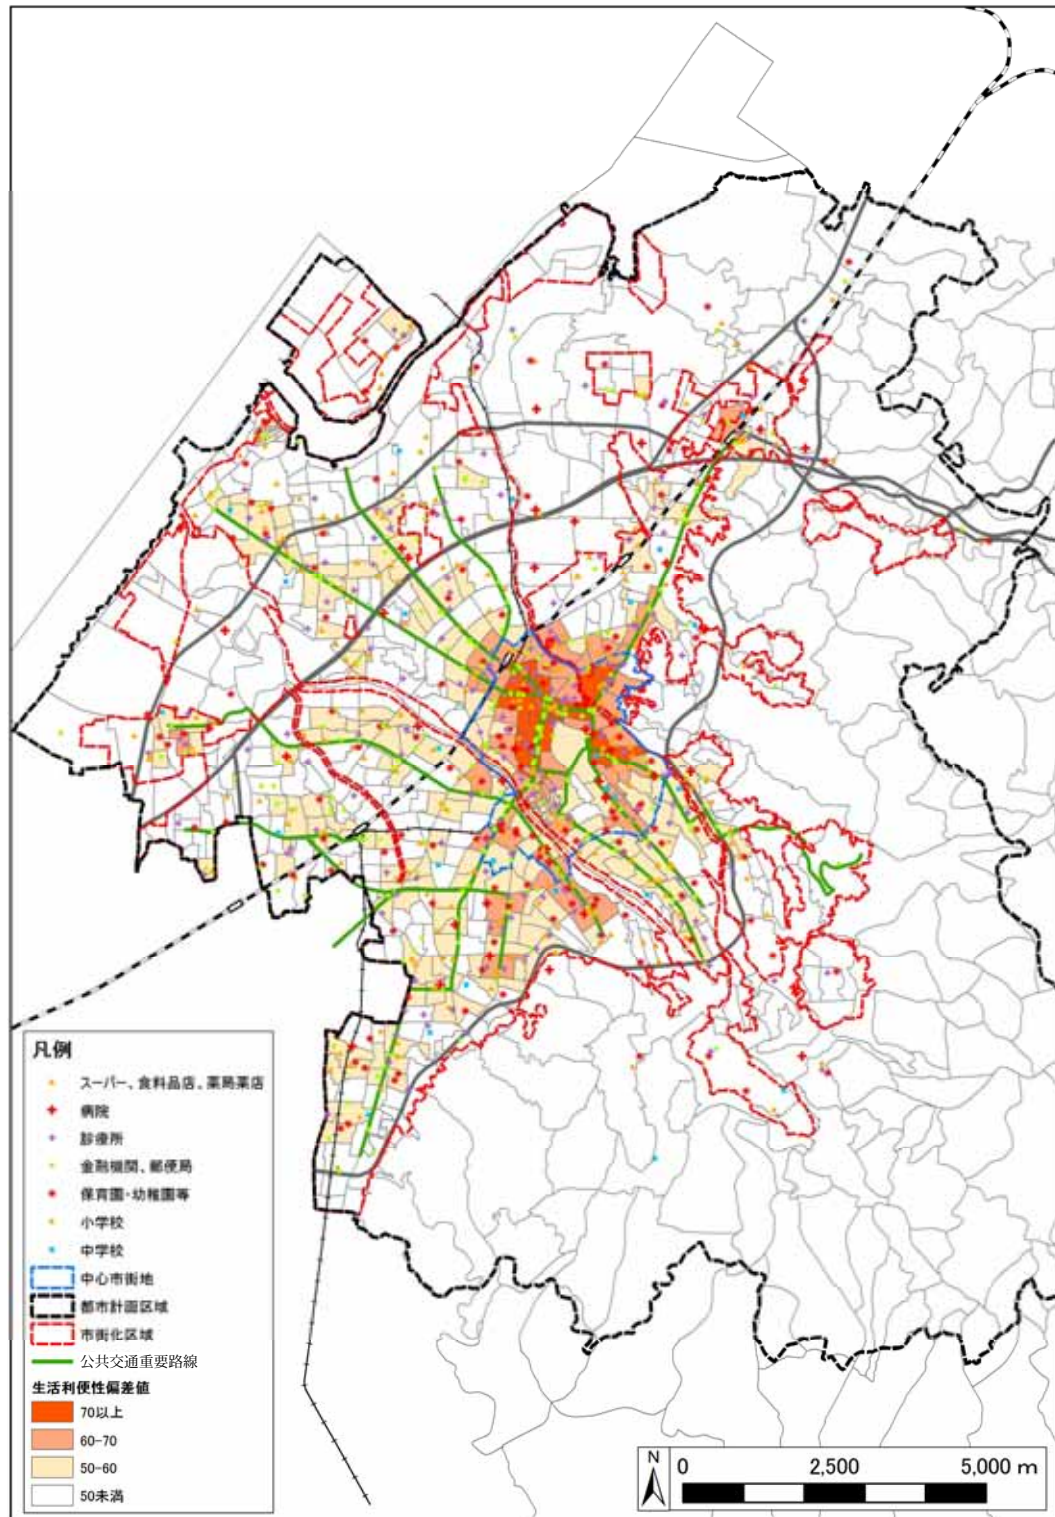 凡例
スーパー、食料品店、薬局薬店
病院
診療所
金融機関、郵便局
保育園・幼稚園等
小学校
中学校
中心市街地
都市計画区域
市街化区域
公共交通重要路線
生活利便性偏差値
70以上
60-70
50-60
50未満
N
0 2,500 5,000 m